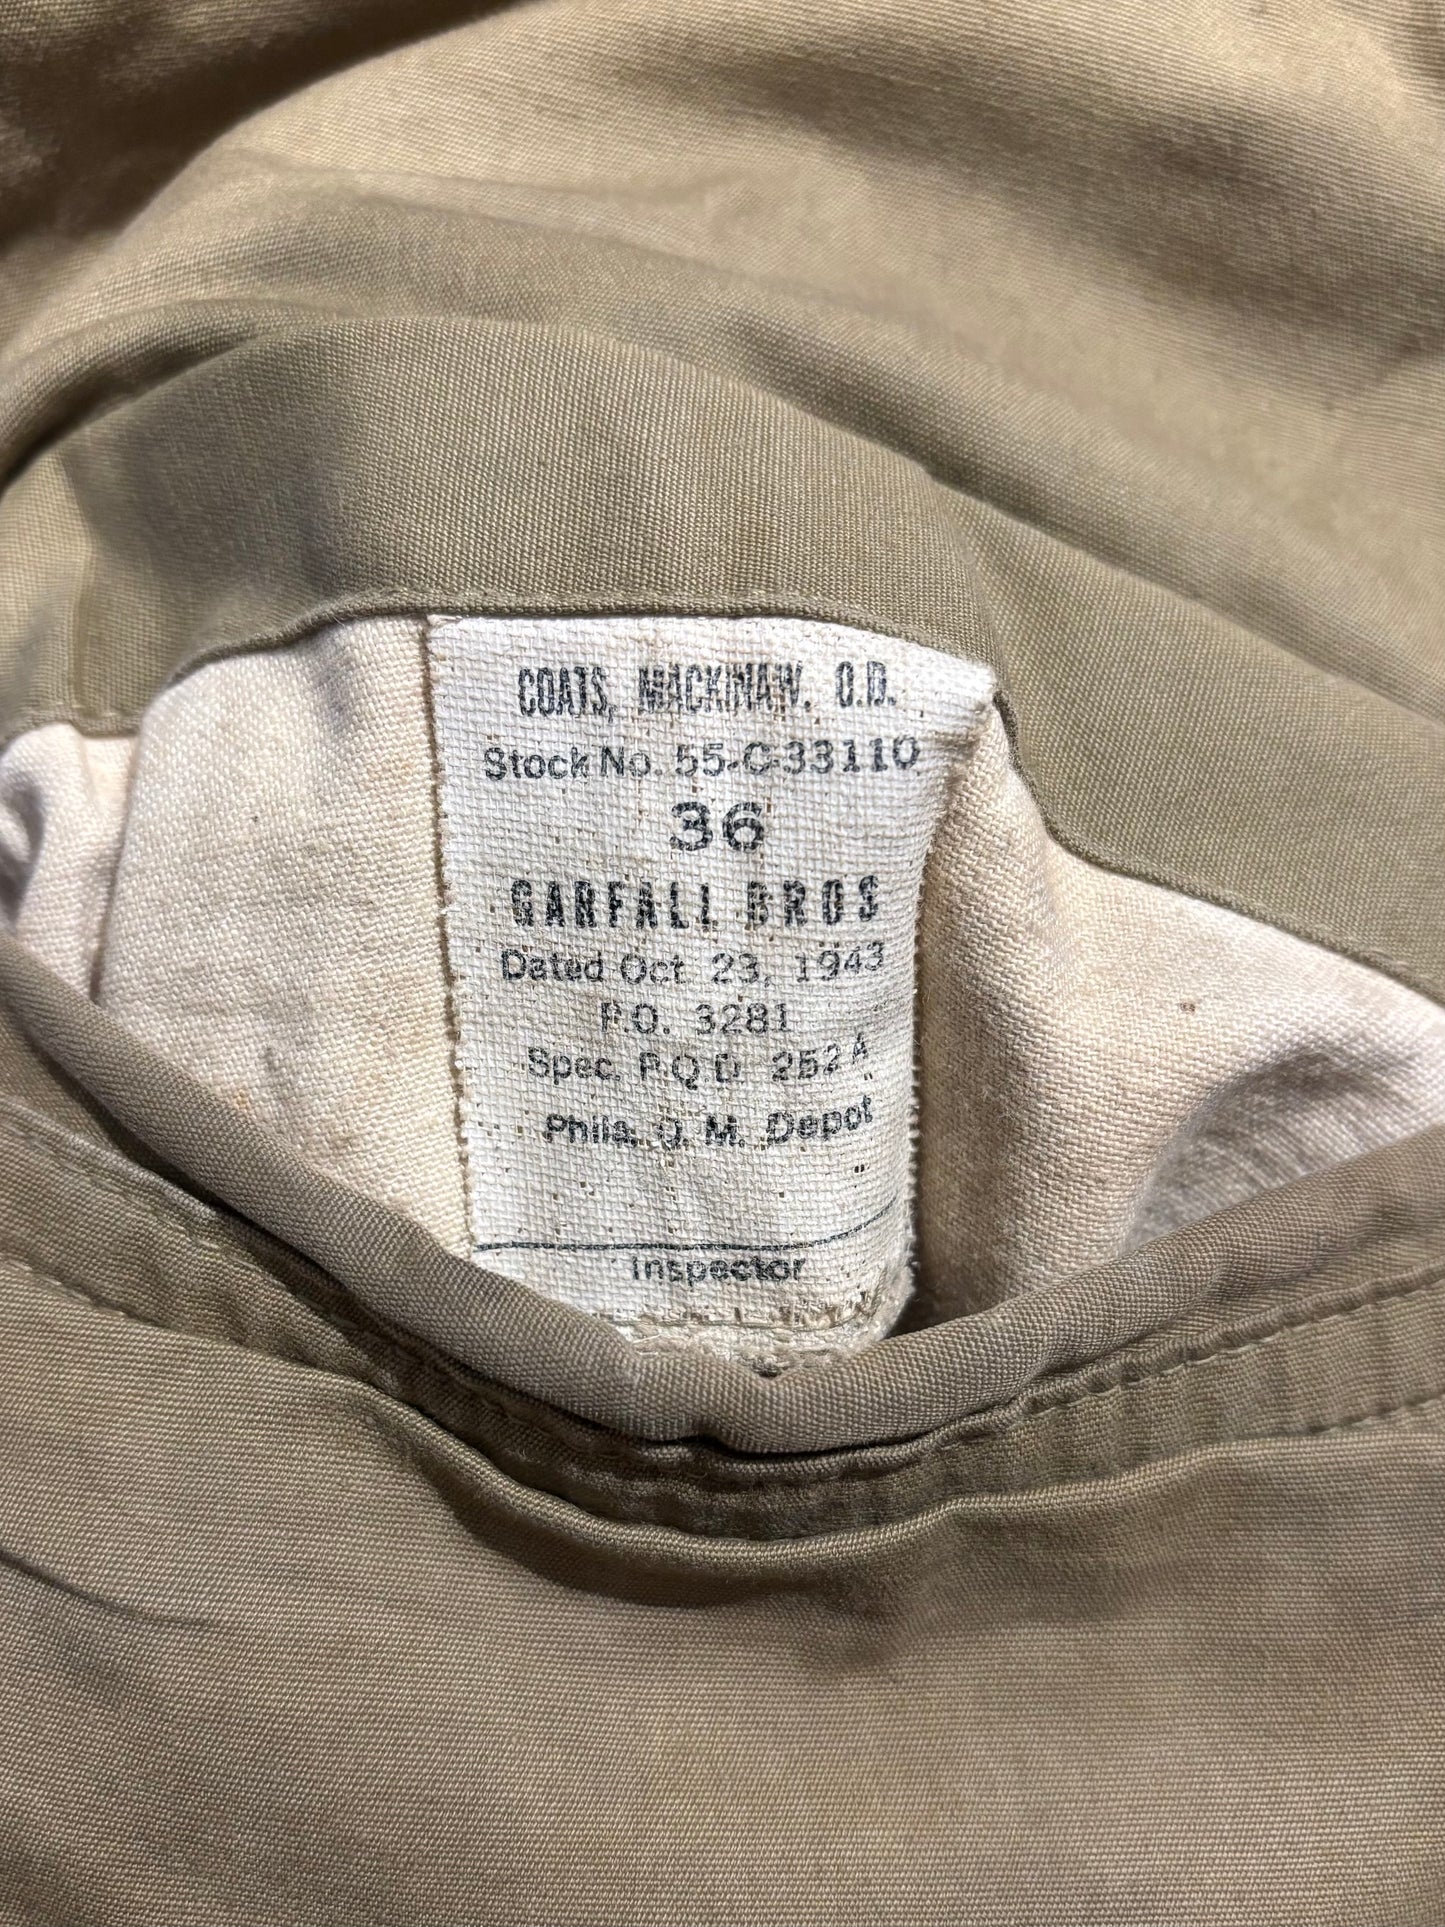 COATS, MACKINAW, O.D.
Stock No. 55-C-33110
36
GARFALL BROS
Dated Oct 23, 1943
P.O. 3281
Spec. P.Q.D. 252 A
Phila. Q. M. Depot
Inspector